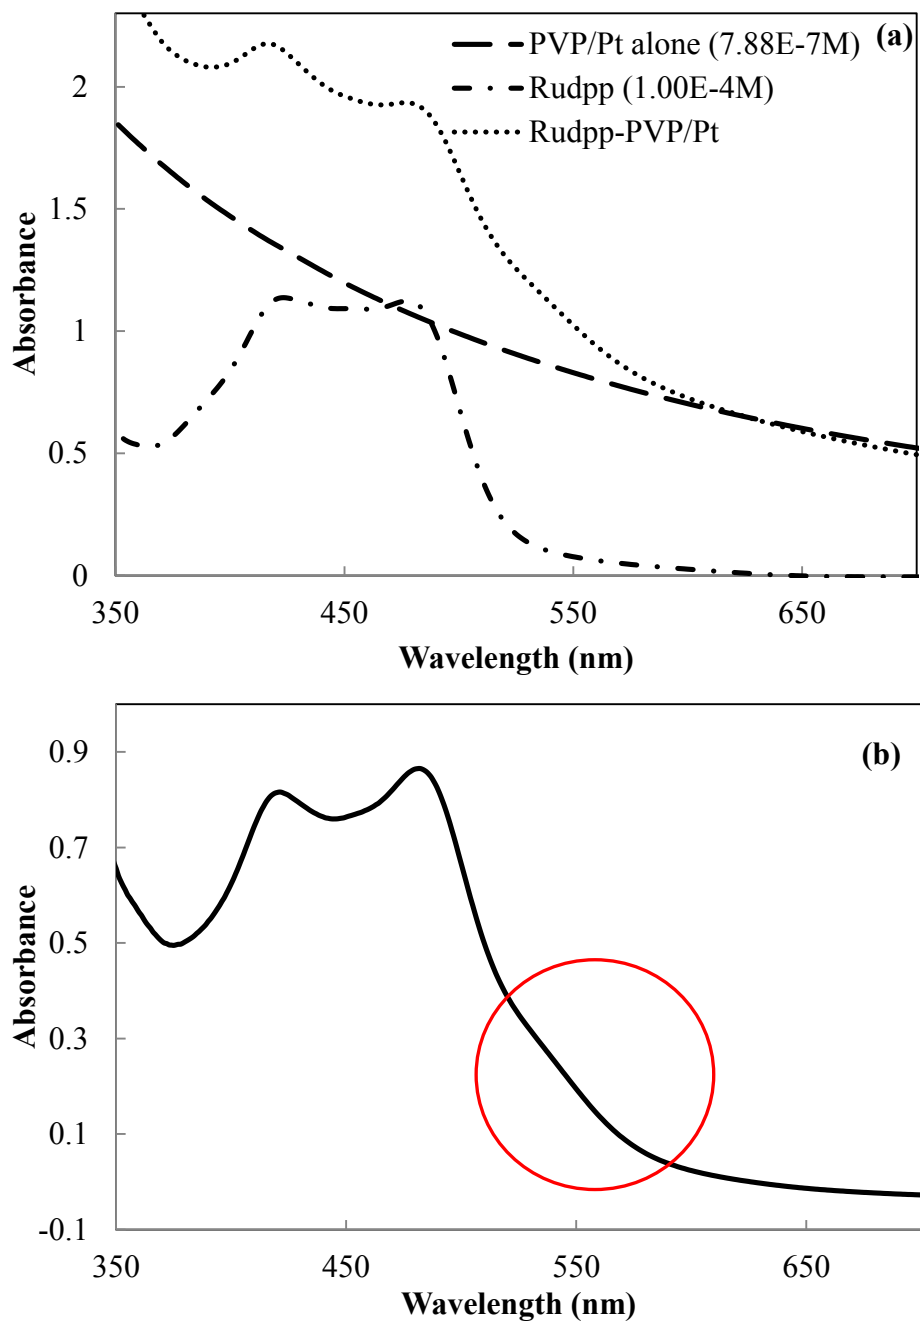 (a)
PVP/Pt alone (7.88E-7M)
Rudpp (1.00E-4M)
Rudpp-PVP/Pt
2
1.5
1
0.5
0
Absorbance
350 450 550 650
Wavelength (nm)
(b)
0.9
0.7
0.5
0.3
0.1
-0.1
Absorbance
350 450 550 650
Wavelength (nm)